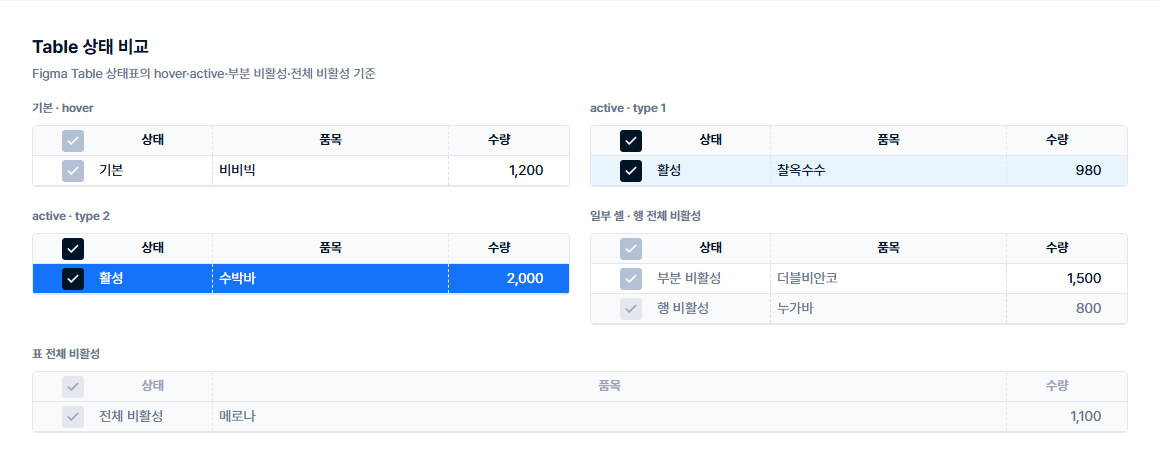 Table 상태 비교
Figma Table 상태표의 hover·active·부분 비활성·전체 비활성 기준
기본 · hover
상태 품목 수량
기본 비비빅 1,200
active · type 1
상태 품목 수량
활성 찰옥수수 980
active · type 2
상태 품목 수량
활성 수박바 2,000
일부 셀 · 행 전체 비활성
상태 품목 수량
부분 비활성 더블비안코 1,500
행 비활성 누가바 800
표 전체 비활성
상태 품목 수량
전체 비활성 메로나 1,100